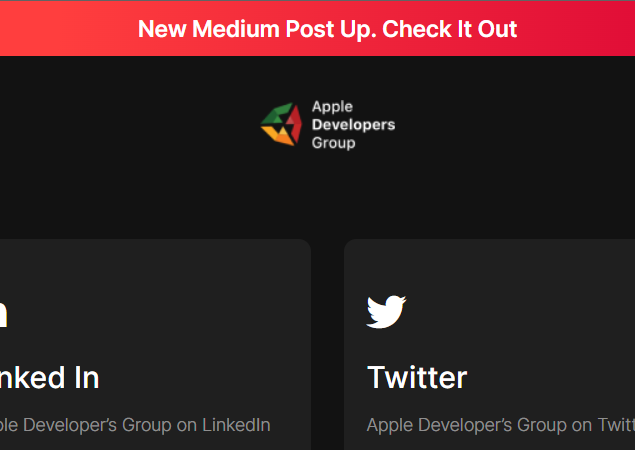 New Medium Post Up. Check It Out
Apple
Developers
Group
nked In
Twitter
ple Developer's Group on LinkedIn
Apple Developer's Group on Twitt